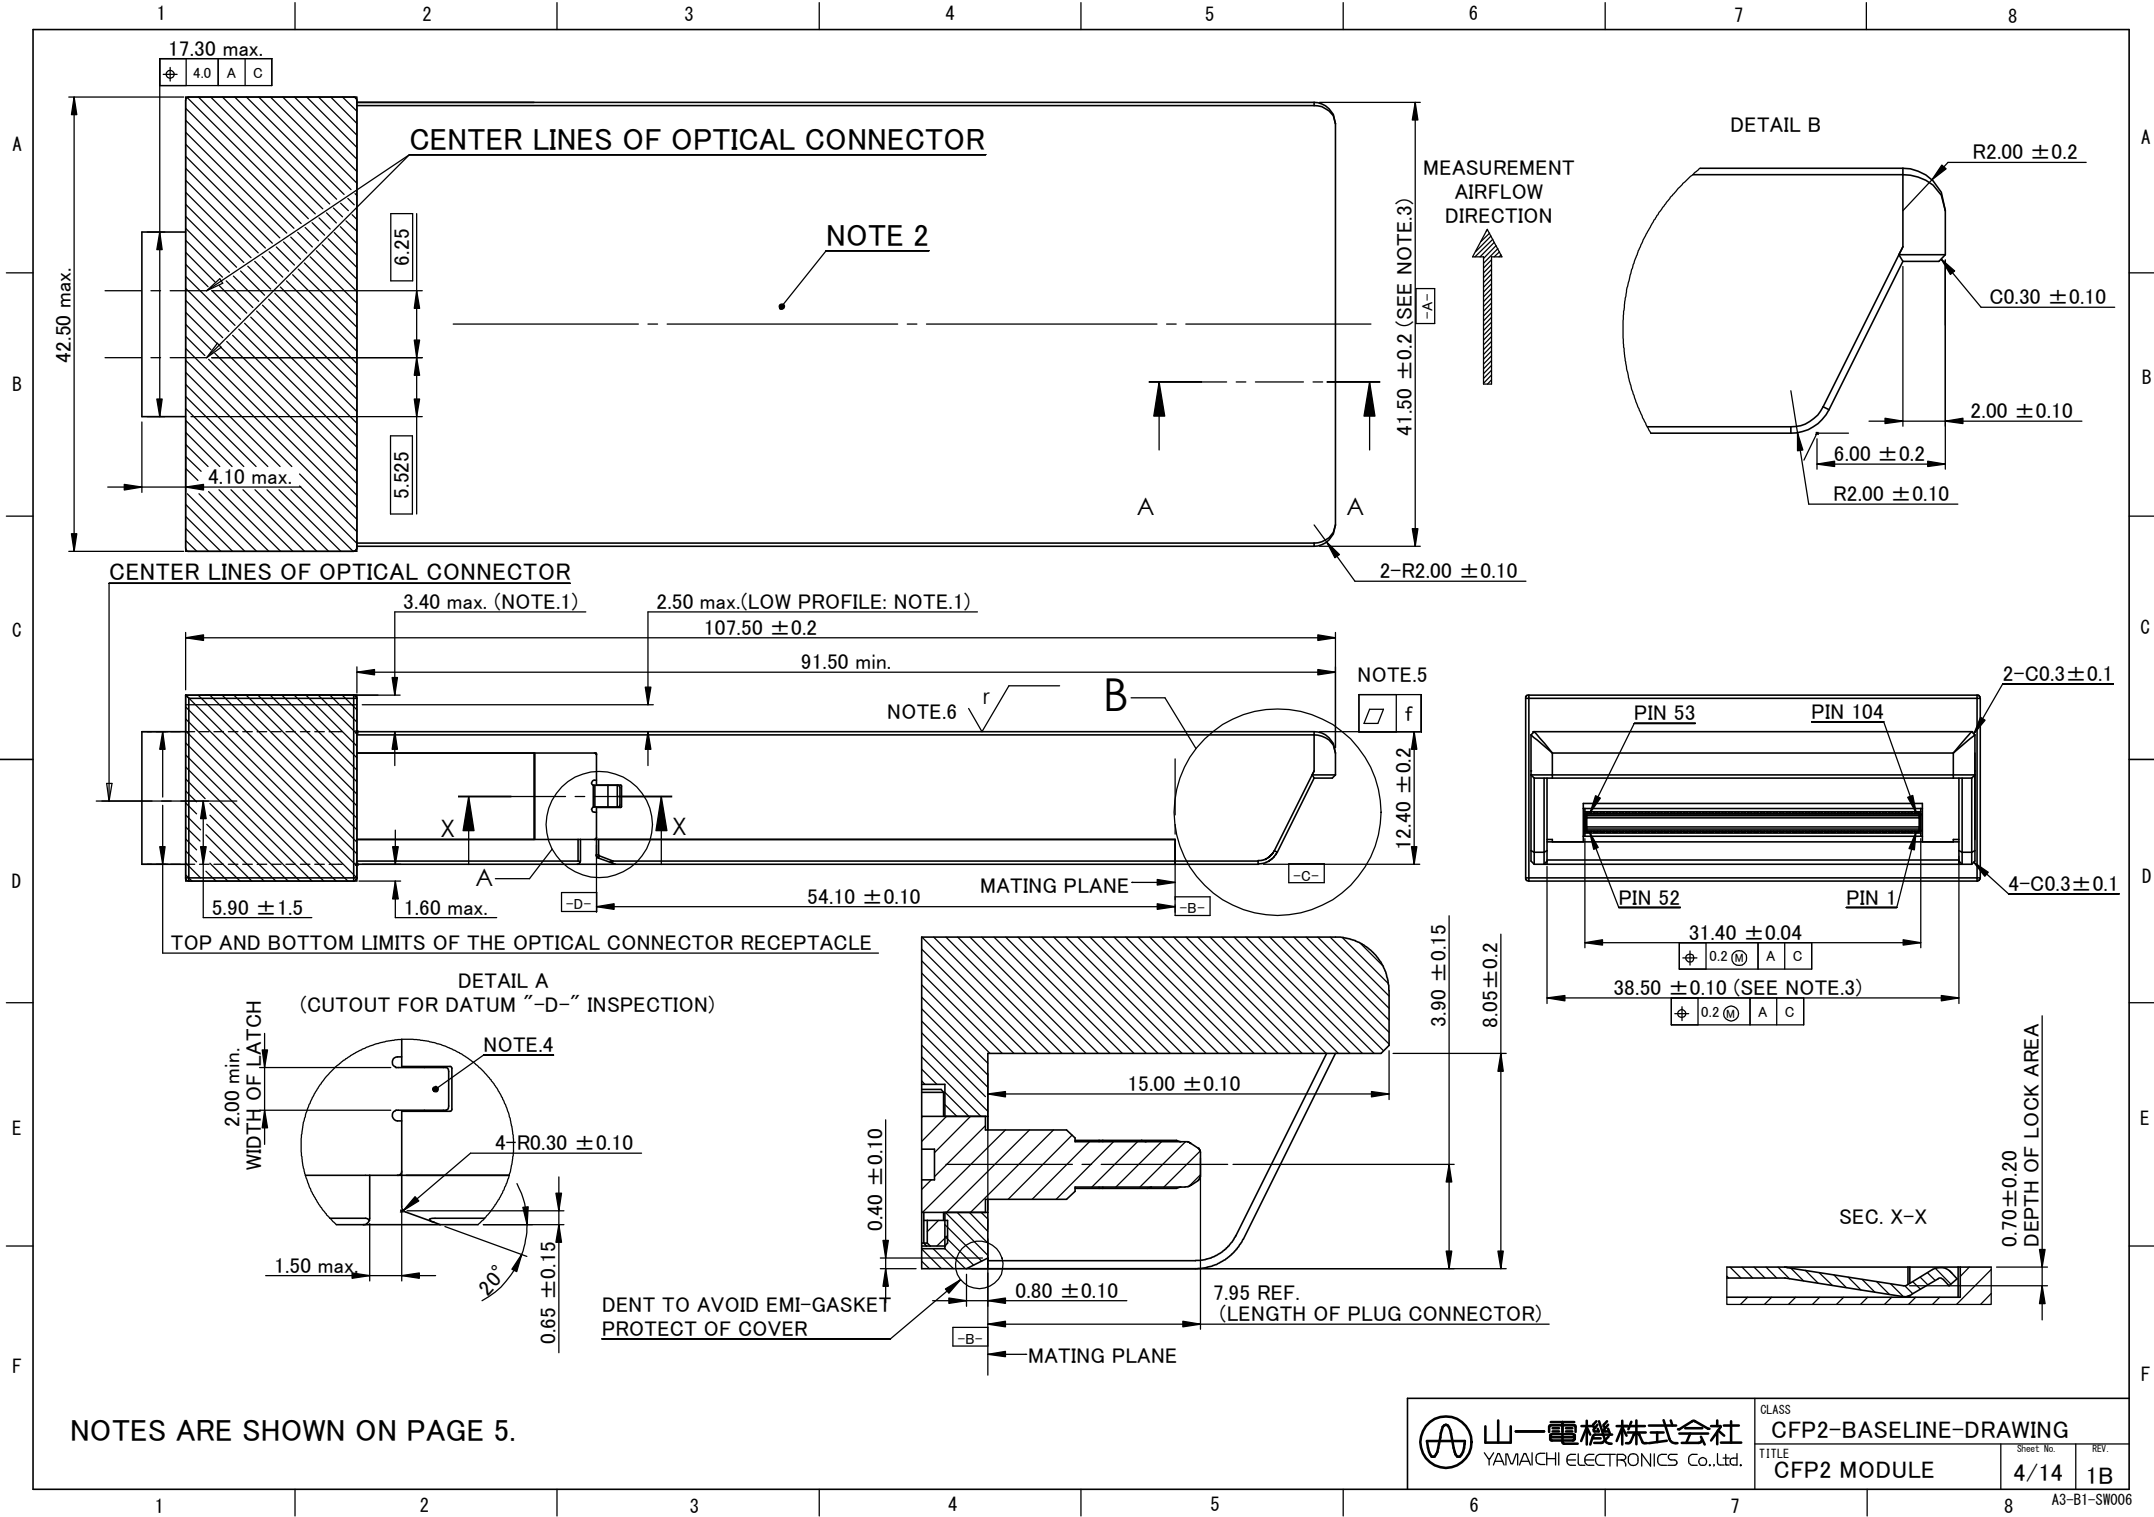 1 2 3 4 5 6 7 8
A
B
C
D
E
F
A
B
C
D
E
F
17.30 max.
4.0 A C
CENTER LINES OF OPTICAL CONNECTOR
42.50 max.
6.25
5.525
4.10 max.
NOTE 2
41.50 ±0.2 (SEE NOTE.3)
-A-
MEASUREMENT
AIRFLOW
DIRECTION
A A
2-R2.00 ±0.10
DETAIL B
R2.00 ±0.2
C0.30 ±0.10
2.00 ±0.10
6.00 ±0.2
R2.00 ±0.10
CENTER LINES OF OPTICAL CONNECTOR
3.40 max. (NOTE.1)
2.50 max.(LOW PROFILE: NOTE.1)
107.50 ±0.2
91.50 min.
NOTE.6
r
B
NOTE.5
f
12.40 ±0.2
X X
A
-D-
54.10 ±0.10
MATING PLANE
-B-
-C-
5.90 ±1.5
1.60 max.
TOP AND BOTTOM LIMITS OF THE OPTICAL CONNECTOR RECEPTACLE
2-C0.3±0.1
PIN 53
PIN 104
PIN 52
PIN 1
4-C0.3±0.1
31.40 ±0.04
0.2 Ⓜ A C
38.50 ±0.10 (SEE NOTE.3)
0.2 Ⓜ A C
DETAIL A
(CUTOUT FOR DATUM "-D-" INSPECTION)
2.00 min.
WIDTH OF LATCH
NOTE.4
4-R0.30 ±0.10
1.50 max.
20°
0.65 ±0.15
3.90 ±0.15
8.05±0.2
15.00 ±0.10
0.40 ±0.10
0.80 ±0.10
DENT TO AVOID EMI-GASKET
PROTECT OF COVER
7.95 REF.
(LENGTH OF PLUG CONNECTOR)
-B-
MATING PLANE
SEC. X-X
0.70±0.20
DEPTH OF LOCK AREA
NOTES ARE SHOWN ON PAGE 5.
山一電機株式会社
YAMAICHI ELECTRONICS Co.,Ltd.
CLASS
CFP2-BASELINE-DRAWING
TITLE
CFP2 MODULE
Sheet No.
4/14
REV.
1B
1 2 3 4 5 6 7 8
A3-B1-SW006